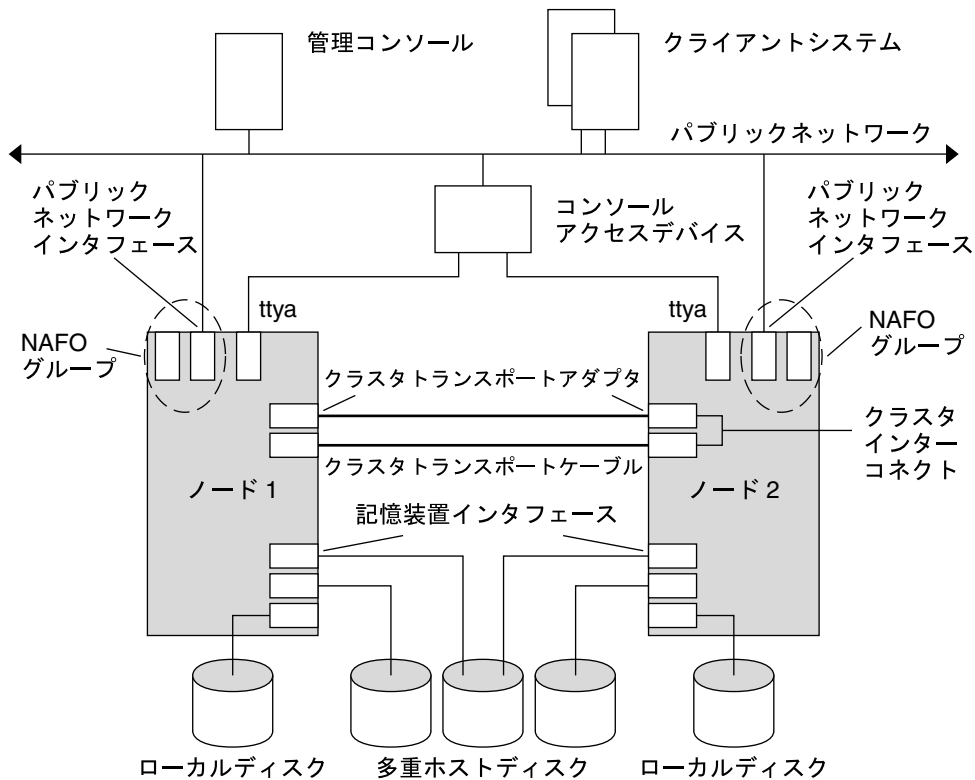 管理コンソール
クライアントシステム
パブリックネットワーク
パブリック
ネットワーク
インタフェース
コンソール
アクセスデバイス
パブリック
ネットワーク
インタフェース
ttya
ttya
NAFO
グループ
NAFO
グループ
クラスタトランスポートアダプタ
クラスタ
インター
コネクト
クラスタトランスポートケーブル
ノード 1
ノード 2
記憶装置インタフェース
ローカルディスク
多重ホストディスク
ローカルディスク